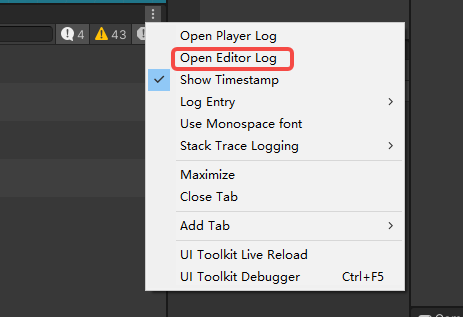 4 43
Open Player Log
Open Editor Log
Show Timestamp
Log Entry
Use Monospace font
Stack Trace Logging
Maximize
Close Tab
Add Tab
UI Toolkit Live Reload
UI Toolkit Debugger Ctrl+F5